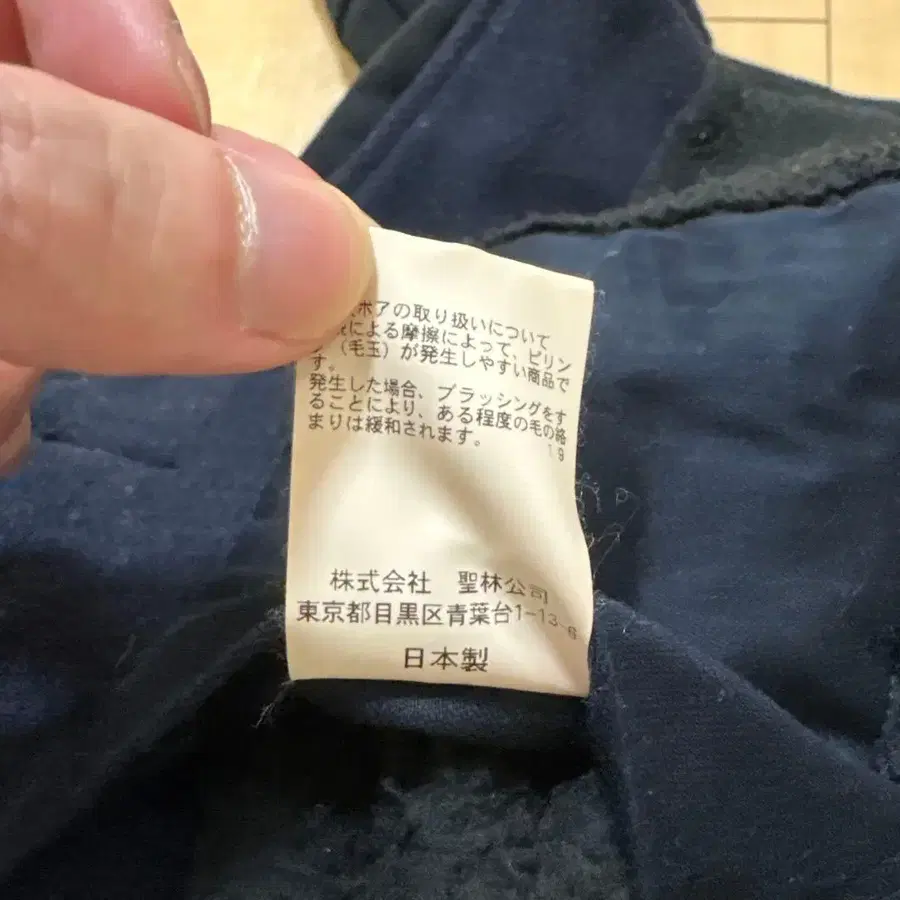 ボアの取り扱いについて
による摩擦によって、ピリン
グ（毛玉）が発生しやすい商品で
す。
発生した場合、ブラッシングをす
ることにより、ある程度の毛の絡
まりは緩和されます。
19
株式会社 聖林公司
東京都目黒区青葉台1-13-6
日本製